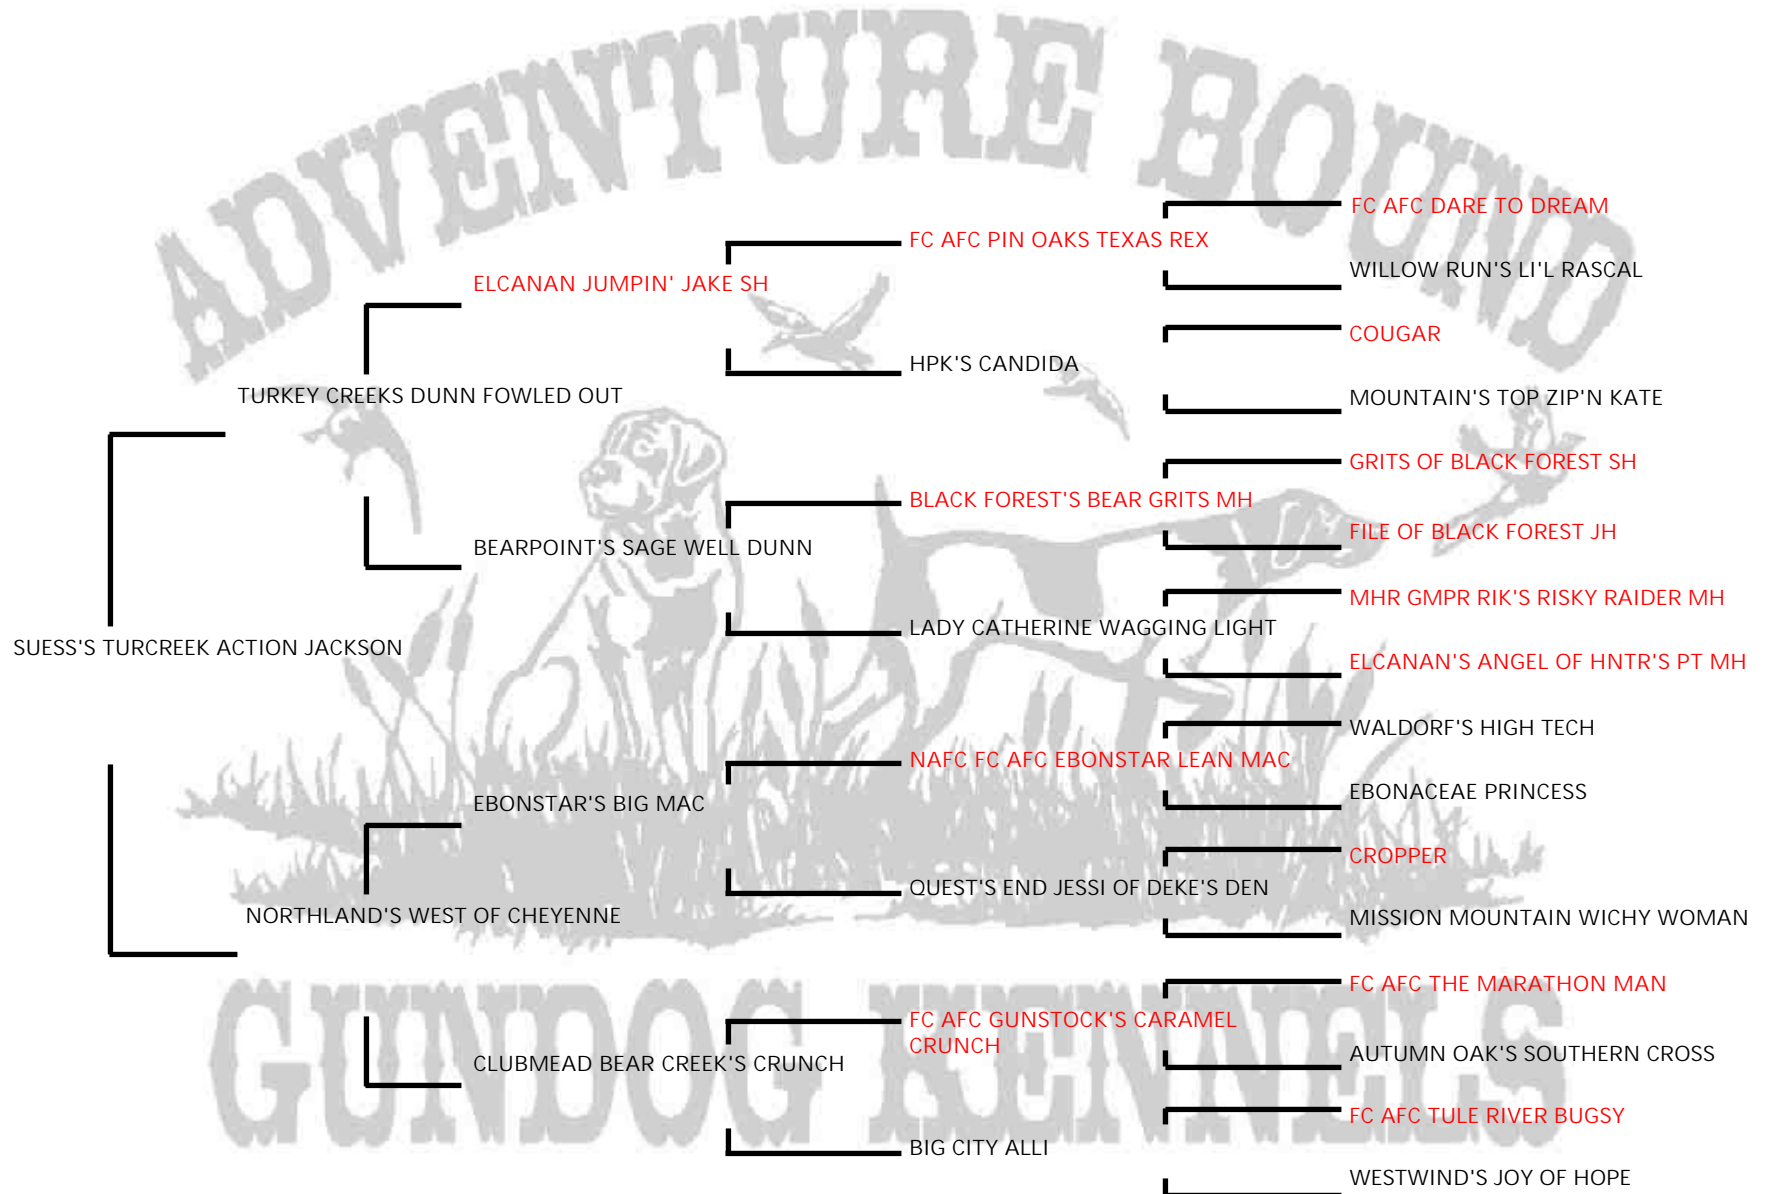 ADVENTURE BOUND
FC AFC DARE TO DREAM
FC AFC PIN OAKS TEXAS REX
WILLOW RUN'S LI'L RASCAL
ELCANAN JUMPIN' JAKE SH
COUGAR
HPK'S CANDIDA
MOUNTAIN'S TOP ZIP'N KATE
TURKEY CREEKS DUNN FOWLED OUT
GRITS OF BLACK FOREST SH
BLACK FOREST'S BEAR GRITS MH
FILE OF BLACK FOREST JH
BEARPOINT'S SAGE WELL DUNN
MHR GMPR RIK'S RISKY RAIDER MH
LADY CATHERINE WAGGING LIGHT
ELCANAN'S ANGEL OF HNTR'S PT MH
SUESS'S TURCREEK ACTION JACKSON
WALDORF'S HIGH TECH
NAFC FC AFC EBONSTAR LEAN MAC
EBONACEAE PRINCESS
EBONSTAR'S BIG MAC
CROPPER
QUEST'S END JESSI OF DEKE'S DEN
MISSION MOUNTAIN WICHY WOMAN
NORTHLAND'S WEST OF CHEYENNE
FC AFC THE MARATHON MAN
FC AFC GUNSTOCK'S CARAMEL
CRUNCH
AUTUMN OAK'S SOUTHERN CROSS
CLUBMEAD BEAR CREEK'S CRUNCH
FC AFC TULE RIVER BUGSY
BIG CITY ALLI
WESTWIND'S JOY OF HOPE
GUNDOG KENNELS